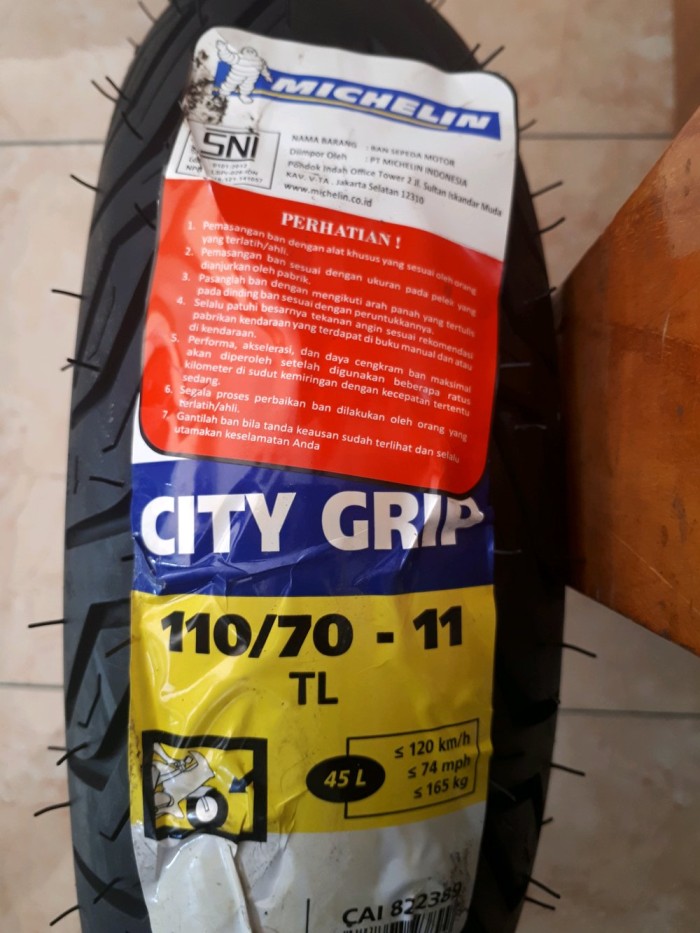 MICHELIN
SNI
NAMA BARANG : BAN SEPEDA MOTOR
Diimpor Oleh : PT MICHELIN INDONESIA
Pondok Indah Office Tower 2 Jl. Sultan Iskandar Muda
KAV. V-TA . Jakarta Selatan 12310
www.michelin.co.id
PERHATIAN !
1. Pemasangan ban dengan alat khusus yang sesuai oleh orang
yang terlatih/ahli.
2. Pemasangan ban sesuai dengan ukuran pada pelek yang
dianjurkan oleh pabrik.
3. Pasanglah ban dengan mengikuti arah panah yang tertulis
pada dinding ban sesuai dengan peruntukkannya.
4. Selalu patuhi besarnya tekanan angin sesuai rekomendasi
pabrikan kendaraan yang terdapat di buku manual dan atau
di kendaraan.
5. Performa, akselerasi, dan daya cengkram ban maksimal
akan diperoleh setelah digunakan beberapa ratus
kilometer di sudut kemiringan dengan kecepatan tertentu
sedang.
6. Segala proses perbaikan ban dilakukan oleh orang yang
terlatih/ahli.
7. Gantilah ban bila tanda keausan sudah terlihat dan selalu
utamakan keselamatan Anda
CITY GRIP
110/70 - 11
TL
45 L
≤ 120 km/h
≤ 74 mph
≤ 165 kg
CAI 822389